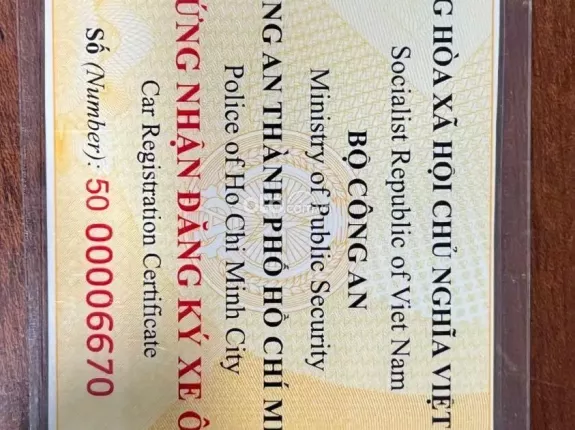 G HÒA XÃ HỘI CHỦ NGHĨA VIỆT
Socialist Republic of Viet Nam
BỘ CÔNG AN
Ministry of Public Security
NG AN THÀNH PHỐ HỒ CHÍ MI
Police of Ho Chi Minh City
ỨNG NHẬN ĐĂNG KÝ XE Ô
Car Registration Certificate
Số (Number): 50 00006670